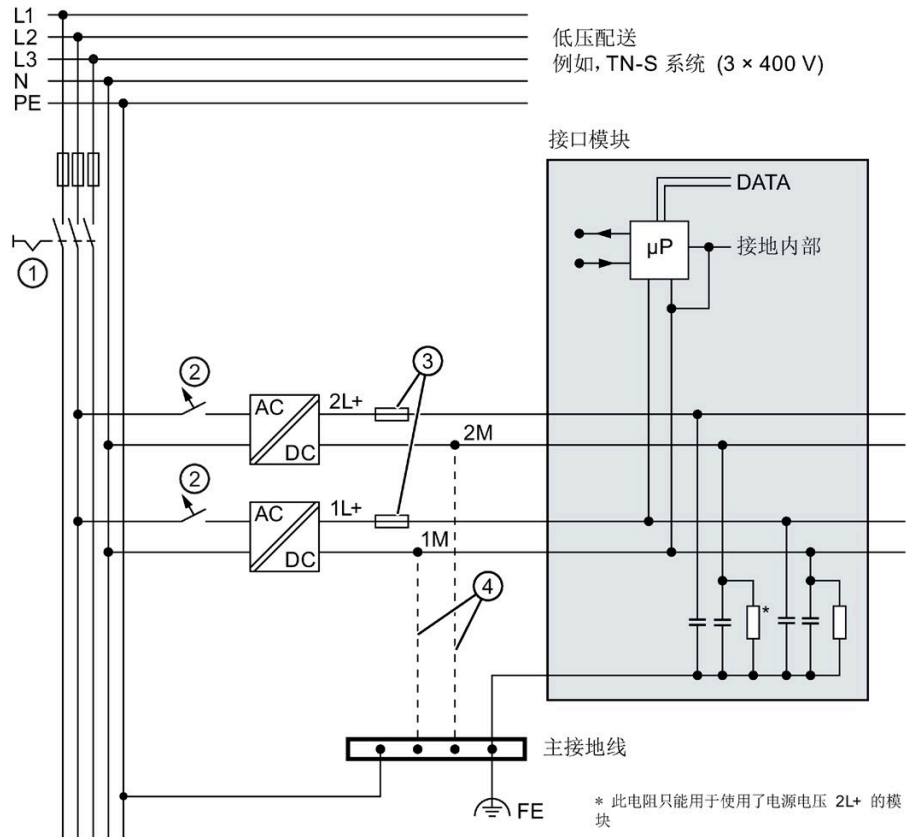 L1
L2
L3
N
PE
低压配送
例如，TN-S 系统 (3 × 400 V)
接口模块
DATA
μP
接地内部
①
②
AC
DC
2L+
③
2M
②
AC
DC
1L+
1M
④
*
主接地线
FE
* 此电阻只能用于使用了电源电压 2L+ 的模
块